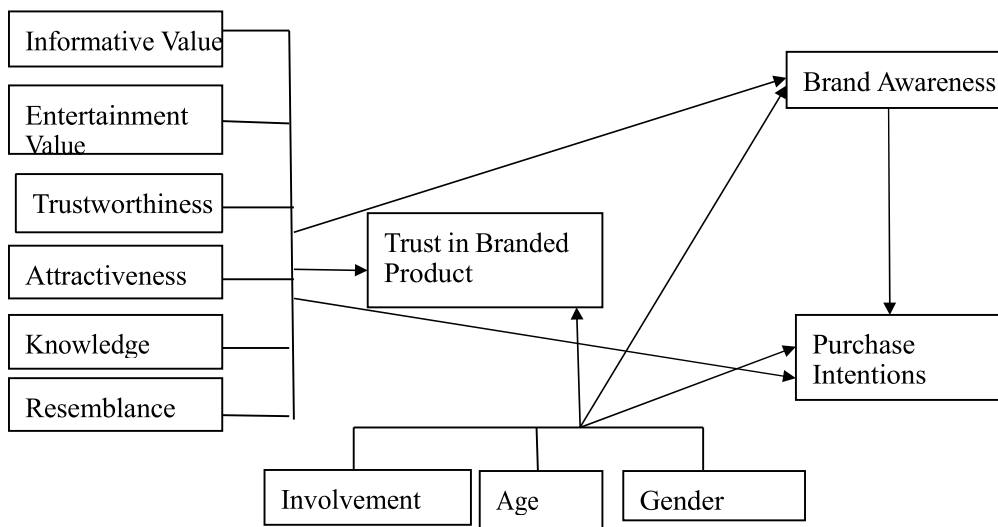 Informative Value
Entertainment
Value
Trustworthiness
Attractiveness
Knowledge
Resemblance
Trust in Branded
Product
Brand Awareness
Purchase
Intentions
Involvement
Age
Gender